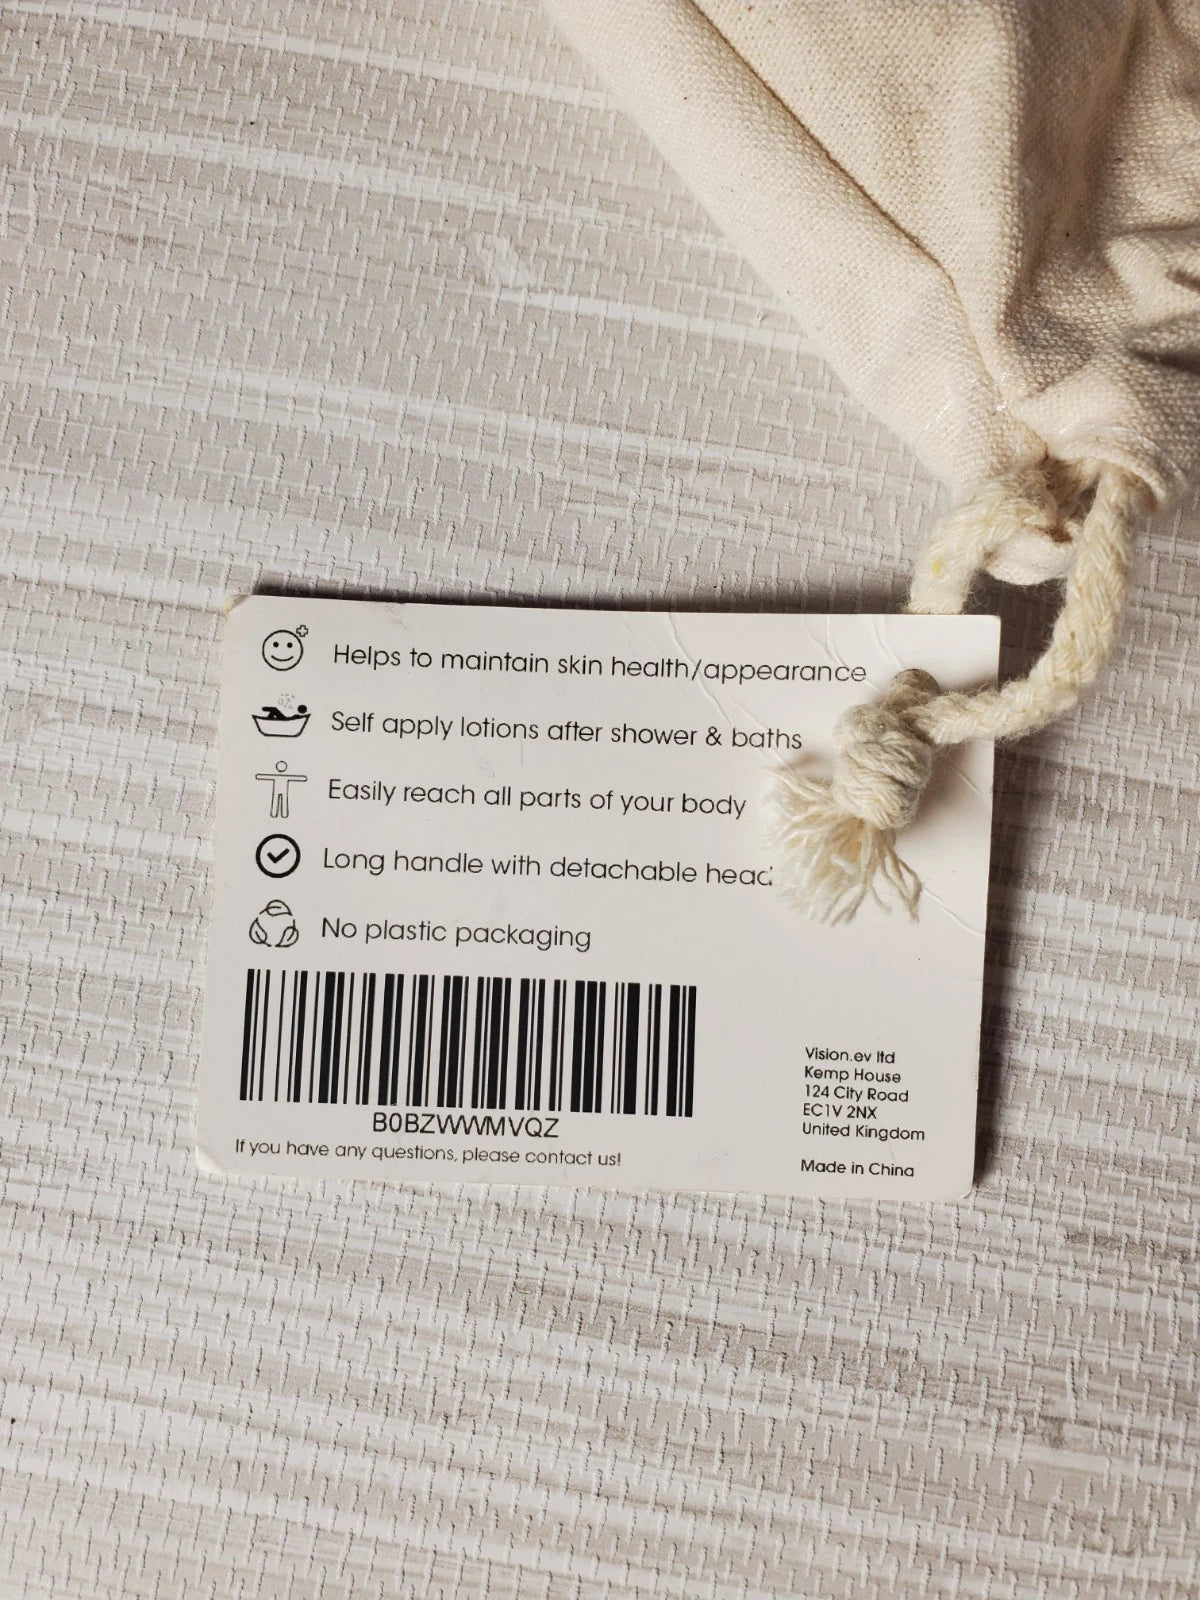 Helps to maintain skin health/appearance
Self apply lotions after shower & baths
Easily reach all parts of your body
Long handle with detachable head
No plastic packaging
B0BZWWMVQZ
If you have any questions, please contact us!
Vision.ev ltd
Kemp House
124 City Road
EC1V 2NX
United Kingdom
Made in China